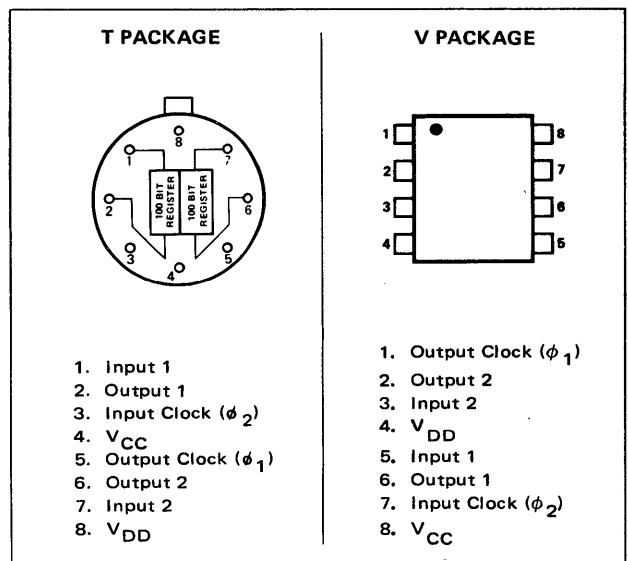 T PACKAGE
8
1
7
100 BIT
REGISTER
100 BIT
REGISTER
2
6
3
5
4
1. Input 1
2. Output 1
3. Input Clock (ϕ2)
4. VCC
5. Output Clock (ϕ1)
6. Output 2
7. Input 2
8. VDD
V PACKAGE
1
8
2
7
3
6
4
5
1. Output Clock (ϕ1)
2. Output 2
3. Input 2
4. VDD
5. Input 1
6. Output 1
7. Input Clock (ϕ2)
8. VCC